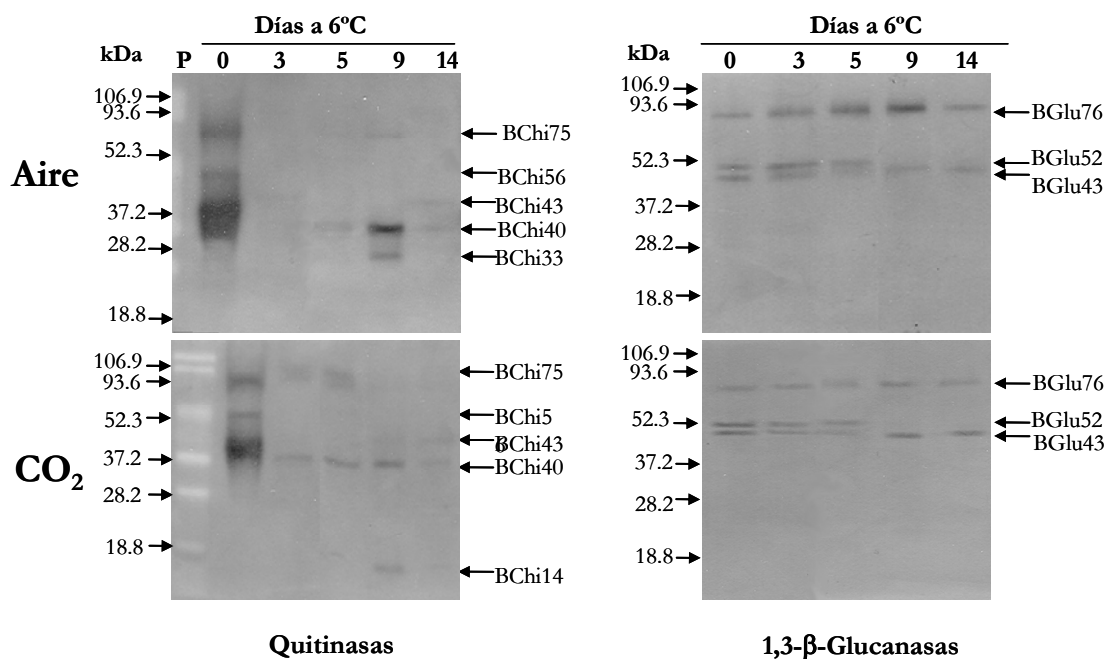 Días a 6ºC
kDa P 0 3 5 9 14
Aire
106.9
93.6
52.3
37.2
28.2
18.8
BChi75
BChi56
BChi43
BChi40
BChi33
Días a 6ºC
kDa 0 3 5 9 14
106.9
93.6
52.3
37.2
28.2
18.8
BGlu76
BGlu52
BGlu43
CO₂
106.9
93.6
52.3
37.2
28.2
18.8
BChi75
BChi5
6
BChi43
BChi40
BChi14
106.9
93.6
52.3
37.2
28.2
18.8
BGlu76
BGlu52
BGlu43
Quitinasas
1,3-β-Glucanasas